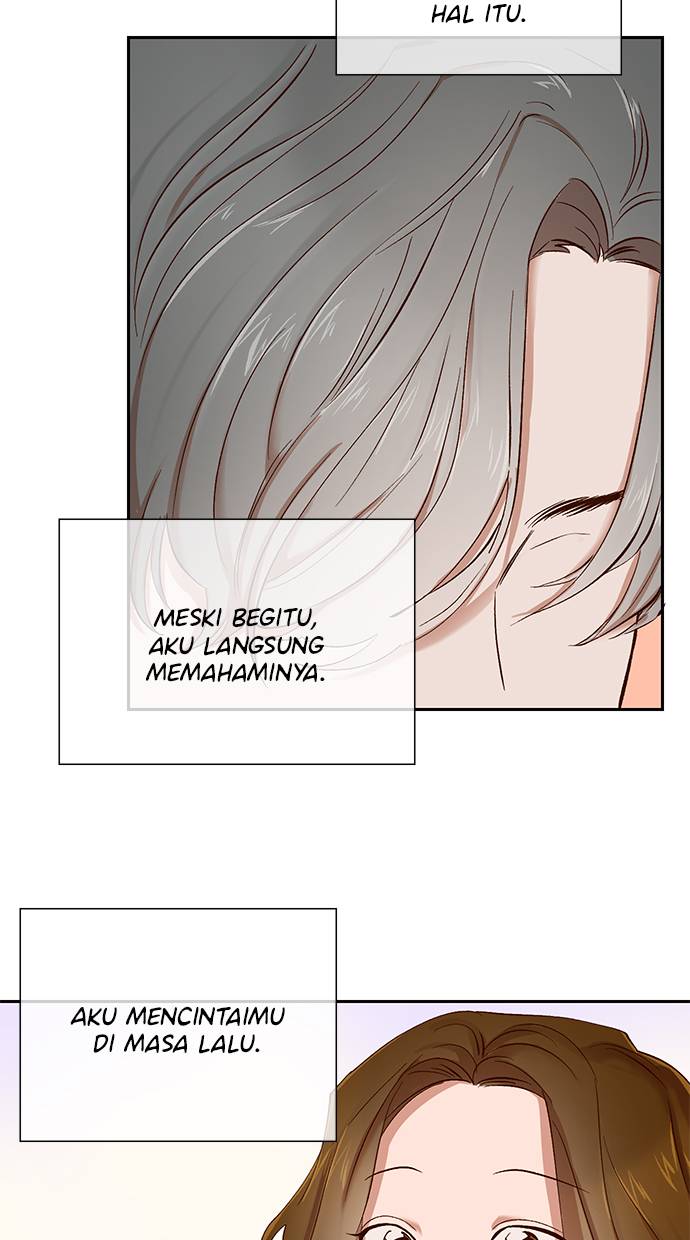 HAL ITU.
MESKI BEGITU,
AKU LANGSUNG
MEMAHAMINYA.
AKU MENCINTAIMU
DI MASA LALU.